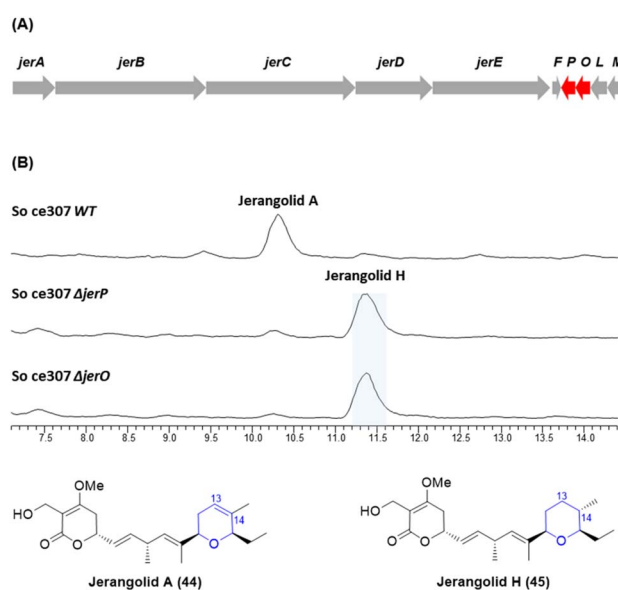 (A)
jerA jerB jerC jerD jerE F P O L M
(B)
Jerangolid A
So ce307 WT
Jerangolid H
So ce307 ΔjerP
So ce307 ΔjerO
7.5 8.0 8.5 9.0 9.5 10.0 10.5 11.0 11.5 12.0 12.5 13.0 13.5 14.0
OMe 13 OMe 13
HO 14 HO 14
O O O O O O
Jerangolid A (44) Jerangolid H (45)